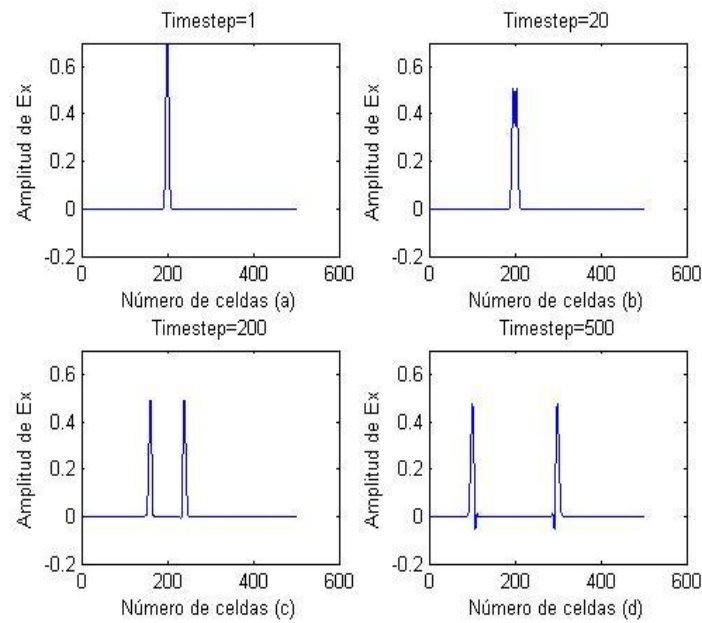 Timestep=1
Amplitud de Ex
0.6
0.4
0.2
0
-0.2
0 200 400 600
Número de celdas (a)
Timestep=20
Amplitud de Ex
0.6
0.4
0.2
0
-0.2
0 200 400 600
Número de celdas (b)
Timestep=200
Amplitud de Ex
0.6
0.4
0.2
0
-0.2
0 200 400 600
Número de celdas (c)
Timestep=500
Amplitud de Ex
0.6
0.4
0.2
0
-0.2
0 200 400 600
Número de celdas (d)